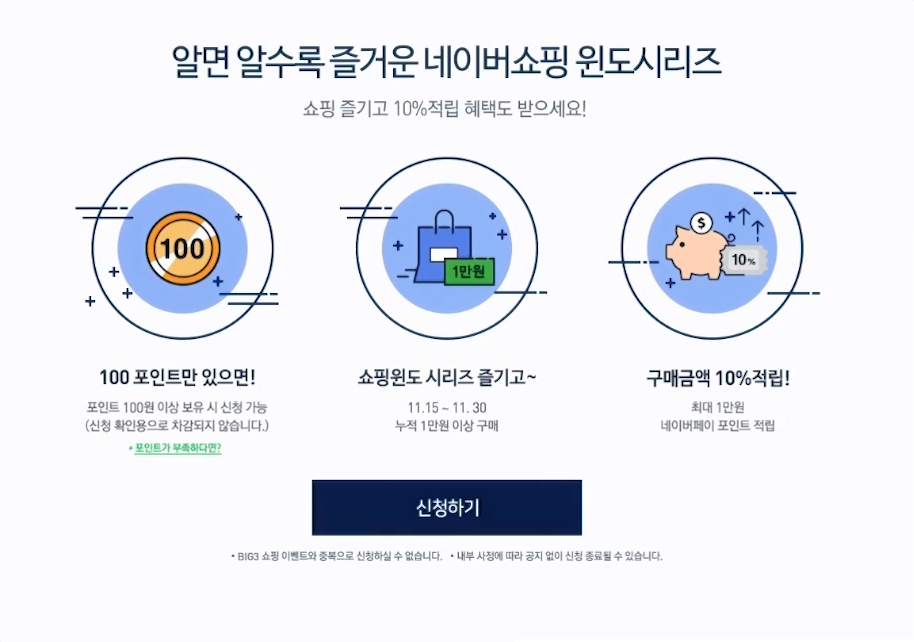 알면 알수록 즐거운 네이버쇼핑 윈도시리즈
쇼핑 즐기고 10%적립 혜택도 받으세요!
100
1만원
$
10%
100 포인트만 있으면!
포인트 100원 이상 보유 시 신청 가능
(신청 확인용으로 차감되지 않습니다.)
* 포인트가 부족하다면?
쇼핑윈도 시리즈 즐기고~
11.15 ~ 11. 30
누적 1만원 이상 구매
구매금액 10%적립!
최대 1만원
네이버페이 포인트 적립
신청하기
• BIG3 쇼핑 이벤트와 중복으로 신청하실 수 없습니다. • 내부 사정에 따라 공지 없이 신청 종료될 수 있습니다.